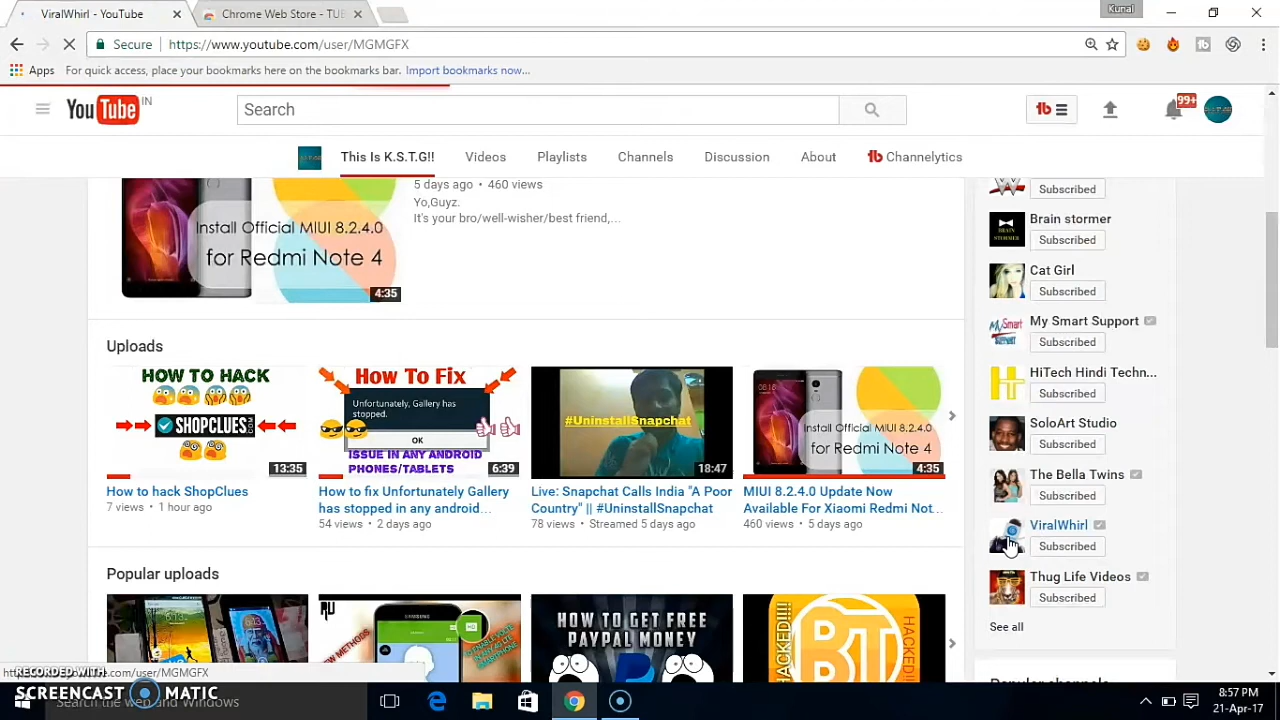 ViralWhirl - YouTube
Chrome Web Store - TUB
Kunal
Secure
https://www.youtube.com/user/MGMGFX
Apps
For quick access, place your bookmarks here on the bookmarks bar. Import bookmarks now...
YouTube IN
Search
tb
99+
This Is K.S.T.G!!
Videos
Playlists
Channels
Discussion
About
tb Channelytics
5 days ago • 460 views
Yo,Guyz.
It's your bro/well-wisher/best friend,...
Install Official MIUI 8.2.4.0
for Redmi Note 4
4:35
Subscribed
Brain stormer
Subscribed
Cat Girl
Subscribed
My Smart Support
Subscribed
HiTech Hindi Techn...
Subscribed
SoloArt Studio
Subscribed
The Bella Twins
Subscribed
ViralWhirl
Subscribed
Thug Life Videos
Subscribed
See all
Uploads
HOW TO HACK
SHOPCLUES
13:35
How to hack ShopClues
7 views • 1 hour ago
How To Fix
Unfortunately, Gallery has
stopped.
OK
ISSUE IN ANY ANDROID
PHONES/TABLETS
6:39
How to fix Unfortunately Gallery
has stopped in any android...
54 views • 2 days ago
#UninstallSnapchat
18:47
Live: Snapchat Calls India "A Poor
Country" || #UninstallSnapchat
78 views • Streamed 5 days ago
Install Official MIUI 8.2.4.0
for Redmi Note 4
4:35
MIUI 8.2.4.0 Update Now
Available For Xiaomi Redmi Not...
460 views • 5 days ago
Popular uploads
SAMSUNG
HOW TO GET FREE
PAYPAL MONEY
HACKED!!!!
RECORDED WITH
SCREENCAST MATIC
.com/user/MGMGFX
Search the web and Windows
8:57 PM
21-Apr-17